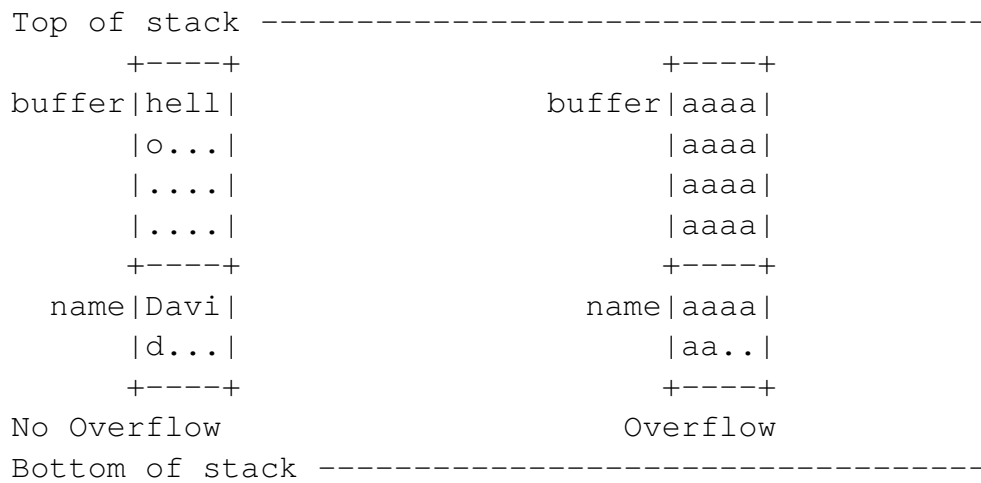 Top of stack --------------------------------------
      +----+                       +----+
buffer|hell|                 buffer|aaaa|
      |o...|                       |aaaa|
      |....|                       |aaaa|
      |....|                       |aaaa|
      +----+                       +----+
  name|Davi|                   name|aaaa|
      |d...|                       |aa..|
      +----+                       +----+
No Overflow                      Overflow
Bottom of stack -----------------------------------